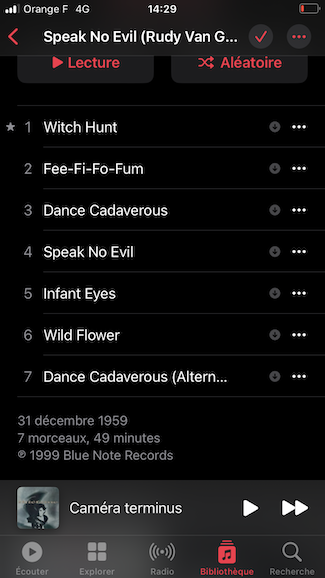 Orange F 4G 14:29
Speak No Evil (Rudy Van G...
Lecture Aléatoire
1 Witch Hunt
2 Fee-Fi-Fo-Fum
3 Dance Cadaverous
4 Speak No Evil
5 Infant Eyes
6 Wild Flower
7 Dance Cadaverous (Altern...
31 décembre 1959
7 morceaux, 49 minutes
℗ 1999 Blue Note Records
Caméra terminus
Écouter Explorer Radio Bibliothèque Recherche